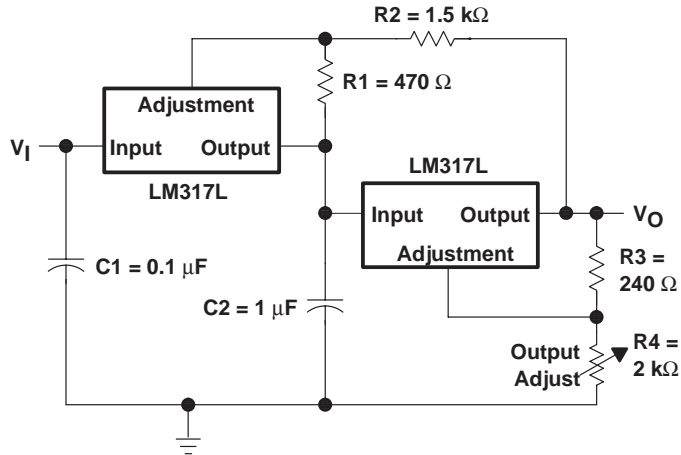 R2 = 1.5 kΩ
R1 = 470 Ω
Adjustment
VI
Input
Output
LM317L
LM317L
Input
Output
VO
Adjustment
R3 =
240 Ω
C1 = 0.1 μF
C2 = 1 μF
Output
Adjust
R4 =
2 kΩ